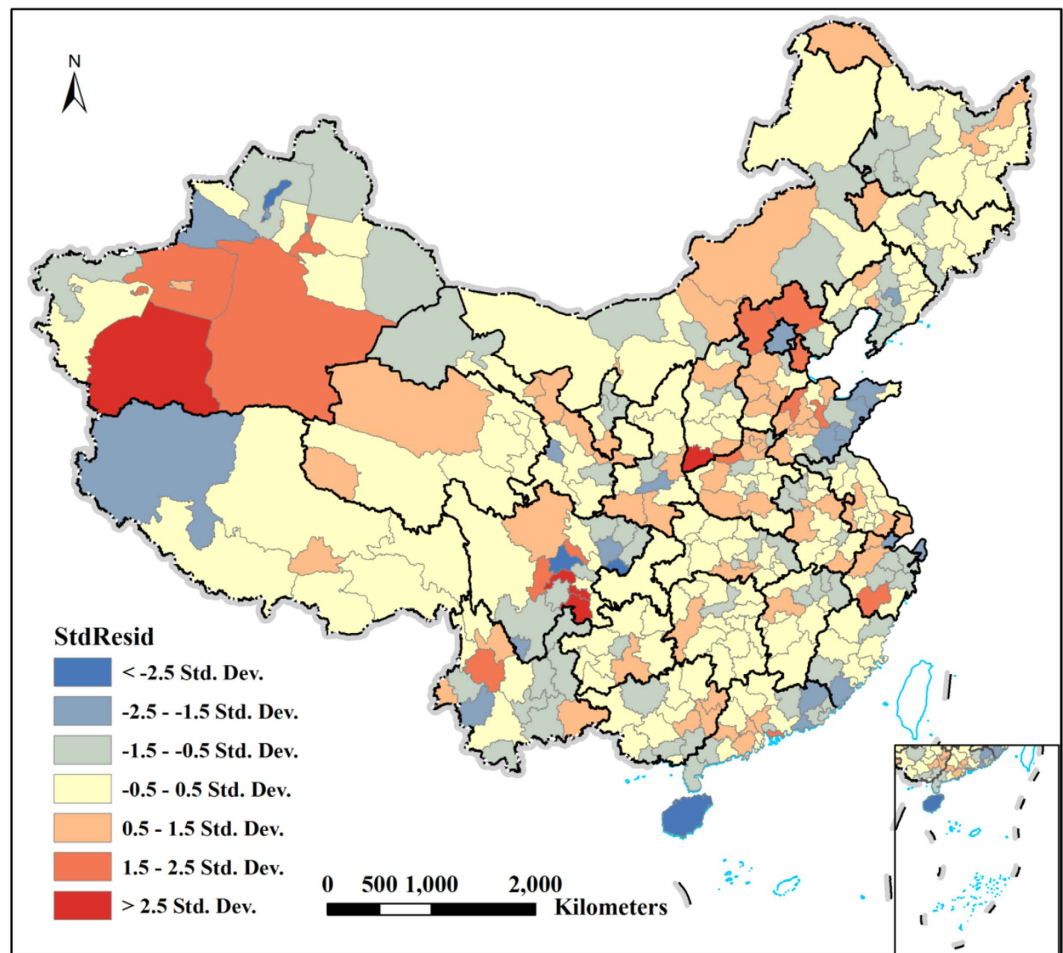 N
StdResid
< -2.5 Std. Dev.
-2.5 - -1.5 Std. Dev.
-1.5 - -0.5 Std. Dev.
-0.5 - 0.5 Std. Dev.
0.5 - 1.5 Std. Dev.
1.5 - 2.5 Std. Dev.
> 2.5 Std. Dev.
0 500 1,000 2,000
Kilometers